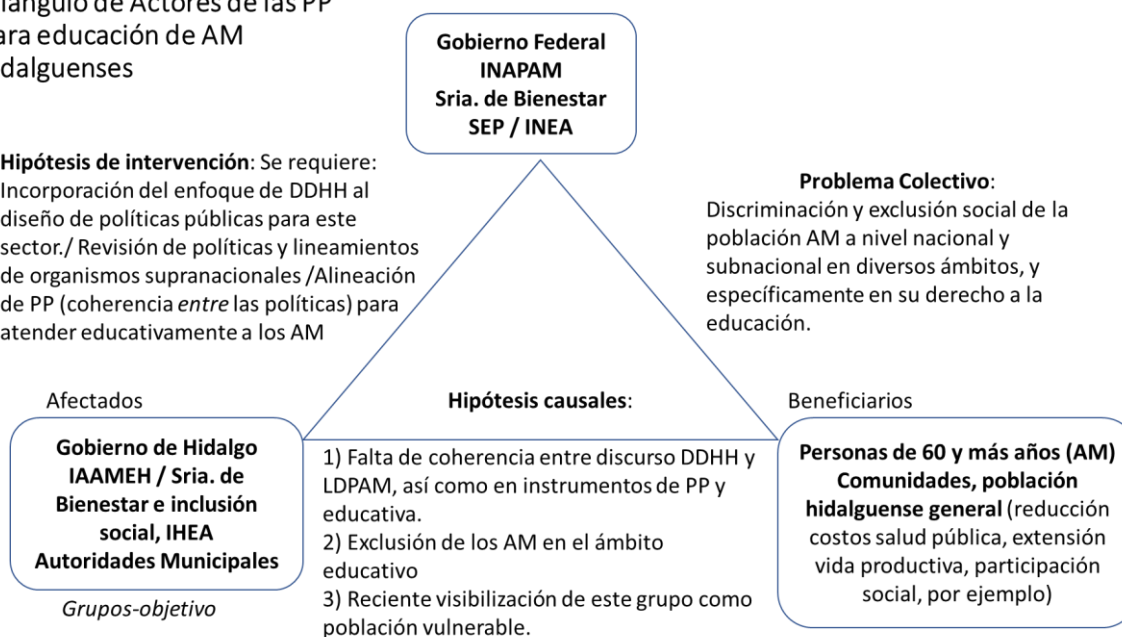 de Actores de las PP
educación de AM
Gobierno Federal
INAPAM
Sria. de Bienestar
SEP / INEA
Hipótesis de intervención: Se requiere:
Incorporación del enfoque de DDHH al
diseño de políticas públicas para este
sector./ Revisión de políticas y lineamientos
de organismos supranacionales /Alineación
de PP (coherencia entre las políticas) para
atender educativamente a los AM
Problema Colectivo:
Discriminación y exclusión social de la
población AM a nivel nacional y
subnacional en diversos ámbitos, y
específicamente en su derecho a la
educación.
Afectados
Gobierno de Hidalgo
IAAMEH / Sria. de
Bienestar e inclusión
social, IHEA
Autoridades Municipales
Grupos-objetivo
Hipótesis causales:
1) Falta de coherencia entre discurso DDHH y
LDPAM, así como en instrumentos de PP y
educativa.
2) Exclusión de los AM en el ámbito
educativo
3) Reciente visibilización de este grupo como
población vulnerable.
Beneficiarios
Personas de 60 y más años (AM)
Comunidades, población
hidalguense general (reducción
costos salud pública, extensión
vida productiva, participación
social, por ejemplo)